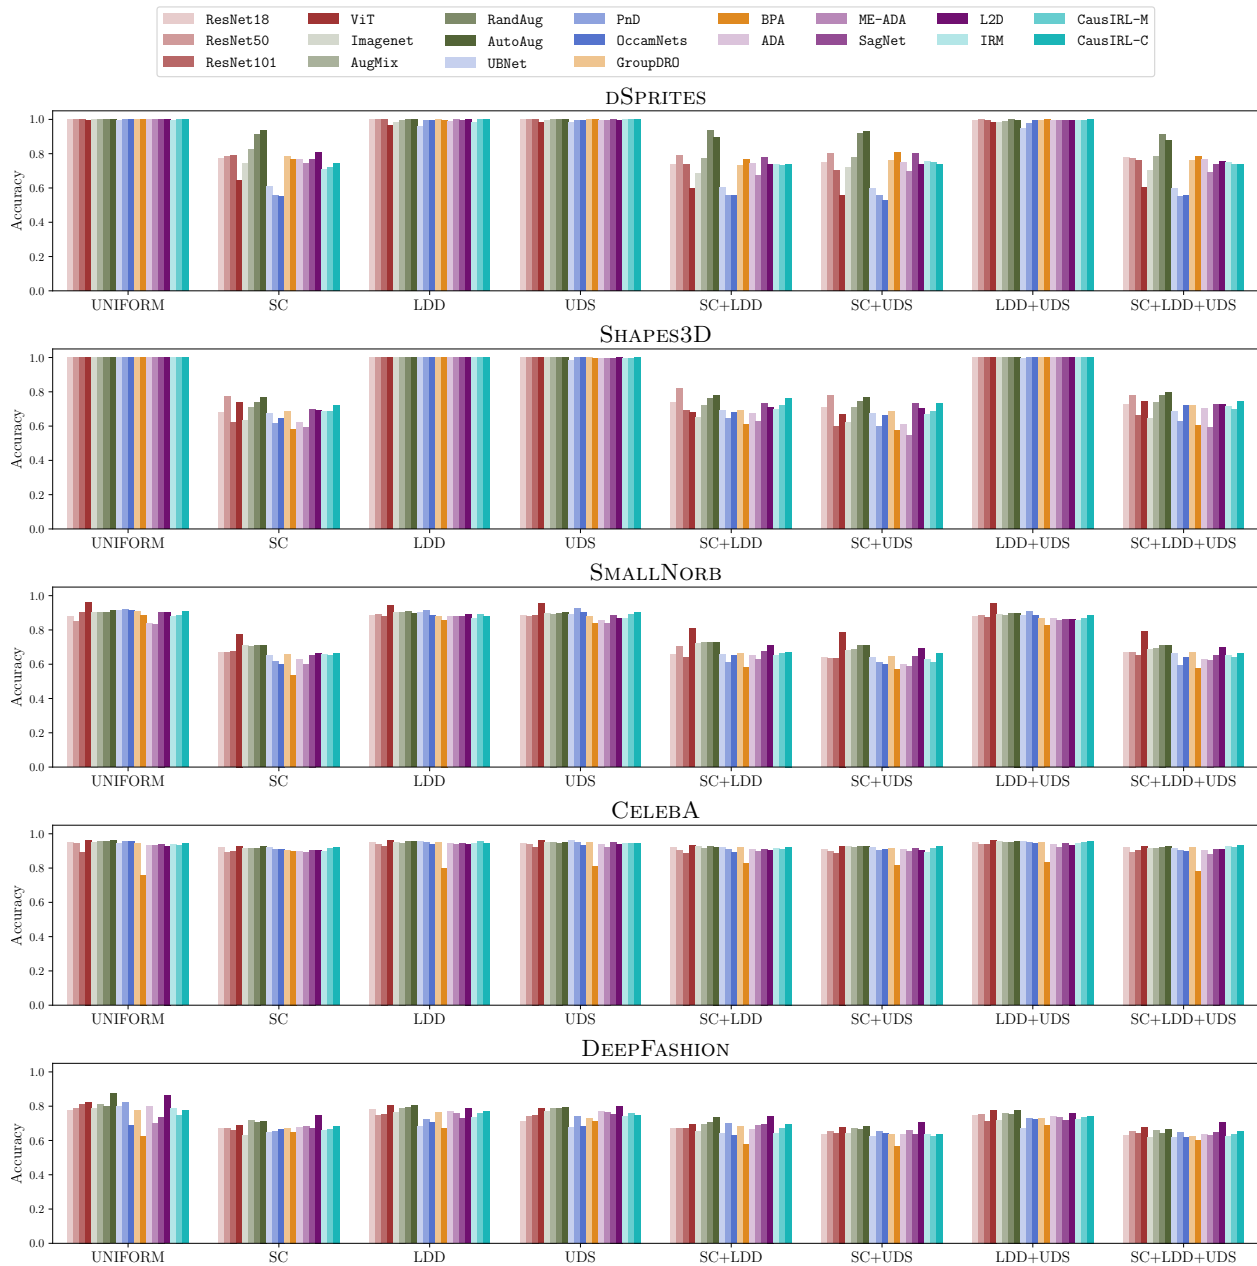 ResNet18 ViT RandAug PnD BPA ME-ADA L2D CausIRL-M
ResNet50 Imagenet AutoAug OccamNets ADA SagNet IRM CausIRL-C
ResNet101 AugMix UBNet GroupDRO
DSPRITES
Accuracy
1.0
0.8
0.6
0.4
0.2
0.0
UNIFORM SC LDD UDS SC+LDD SC+UDS LDD+UDS SC+LDD+UDS
SHAPES3D
Accuracy
1.0
0.8
0.6
0.4
0.2
0.0
UNIFORM SC LDD UDS SC+LDD SC+UDS LDD+UDS SC+LDD+UDS
SMALLNORB
Accuracy
1.0
0.8
0.6
0.4
0.2
0.0
UNIFORM SC LDD UDS SC+LDD SC+UDS LDD+UDS SC+LDD+UDS
CELEBA
Accuracy
1.0
0.8
0.6
0.4
0.2
0.0
UNIFORM SC LDD UDS SC+LDD SC+UDS LDD+UDS SC+LDD+UDS
DEEPFASHION
Accuracy
1.0
0.8
0.6
0.4
0.2
0.0
UNIFORM SC LDD UDS SC+LDD SC+UDS LDD+UDS SC+LDD+UDS